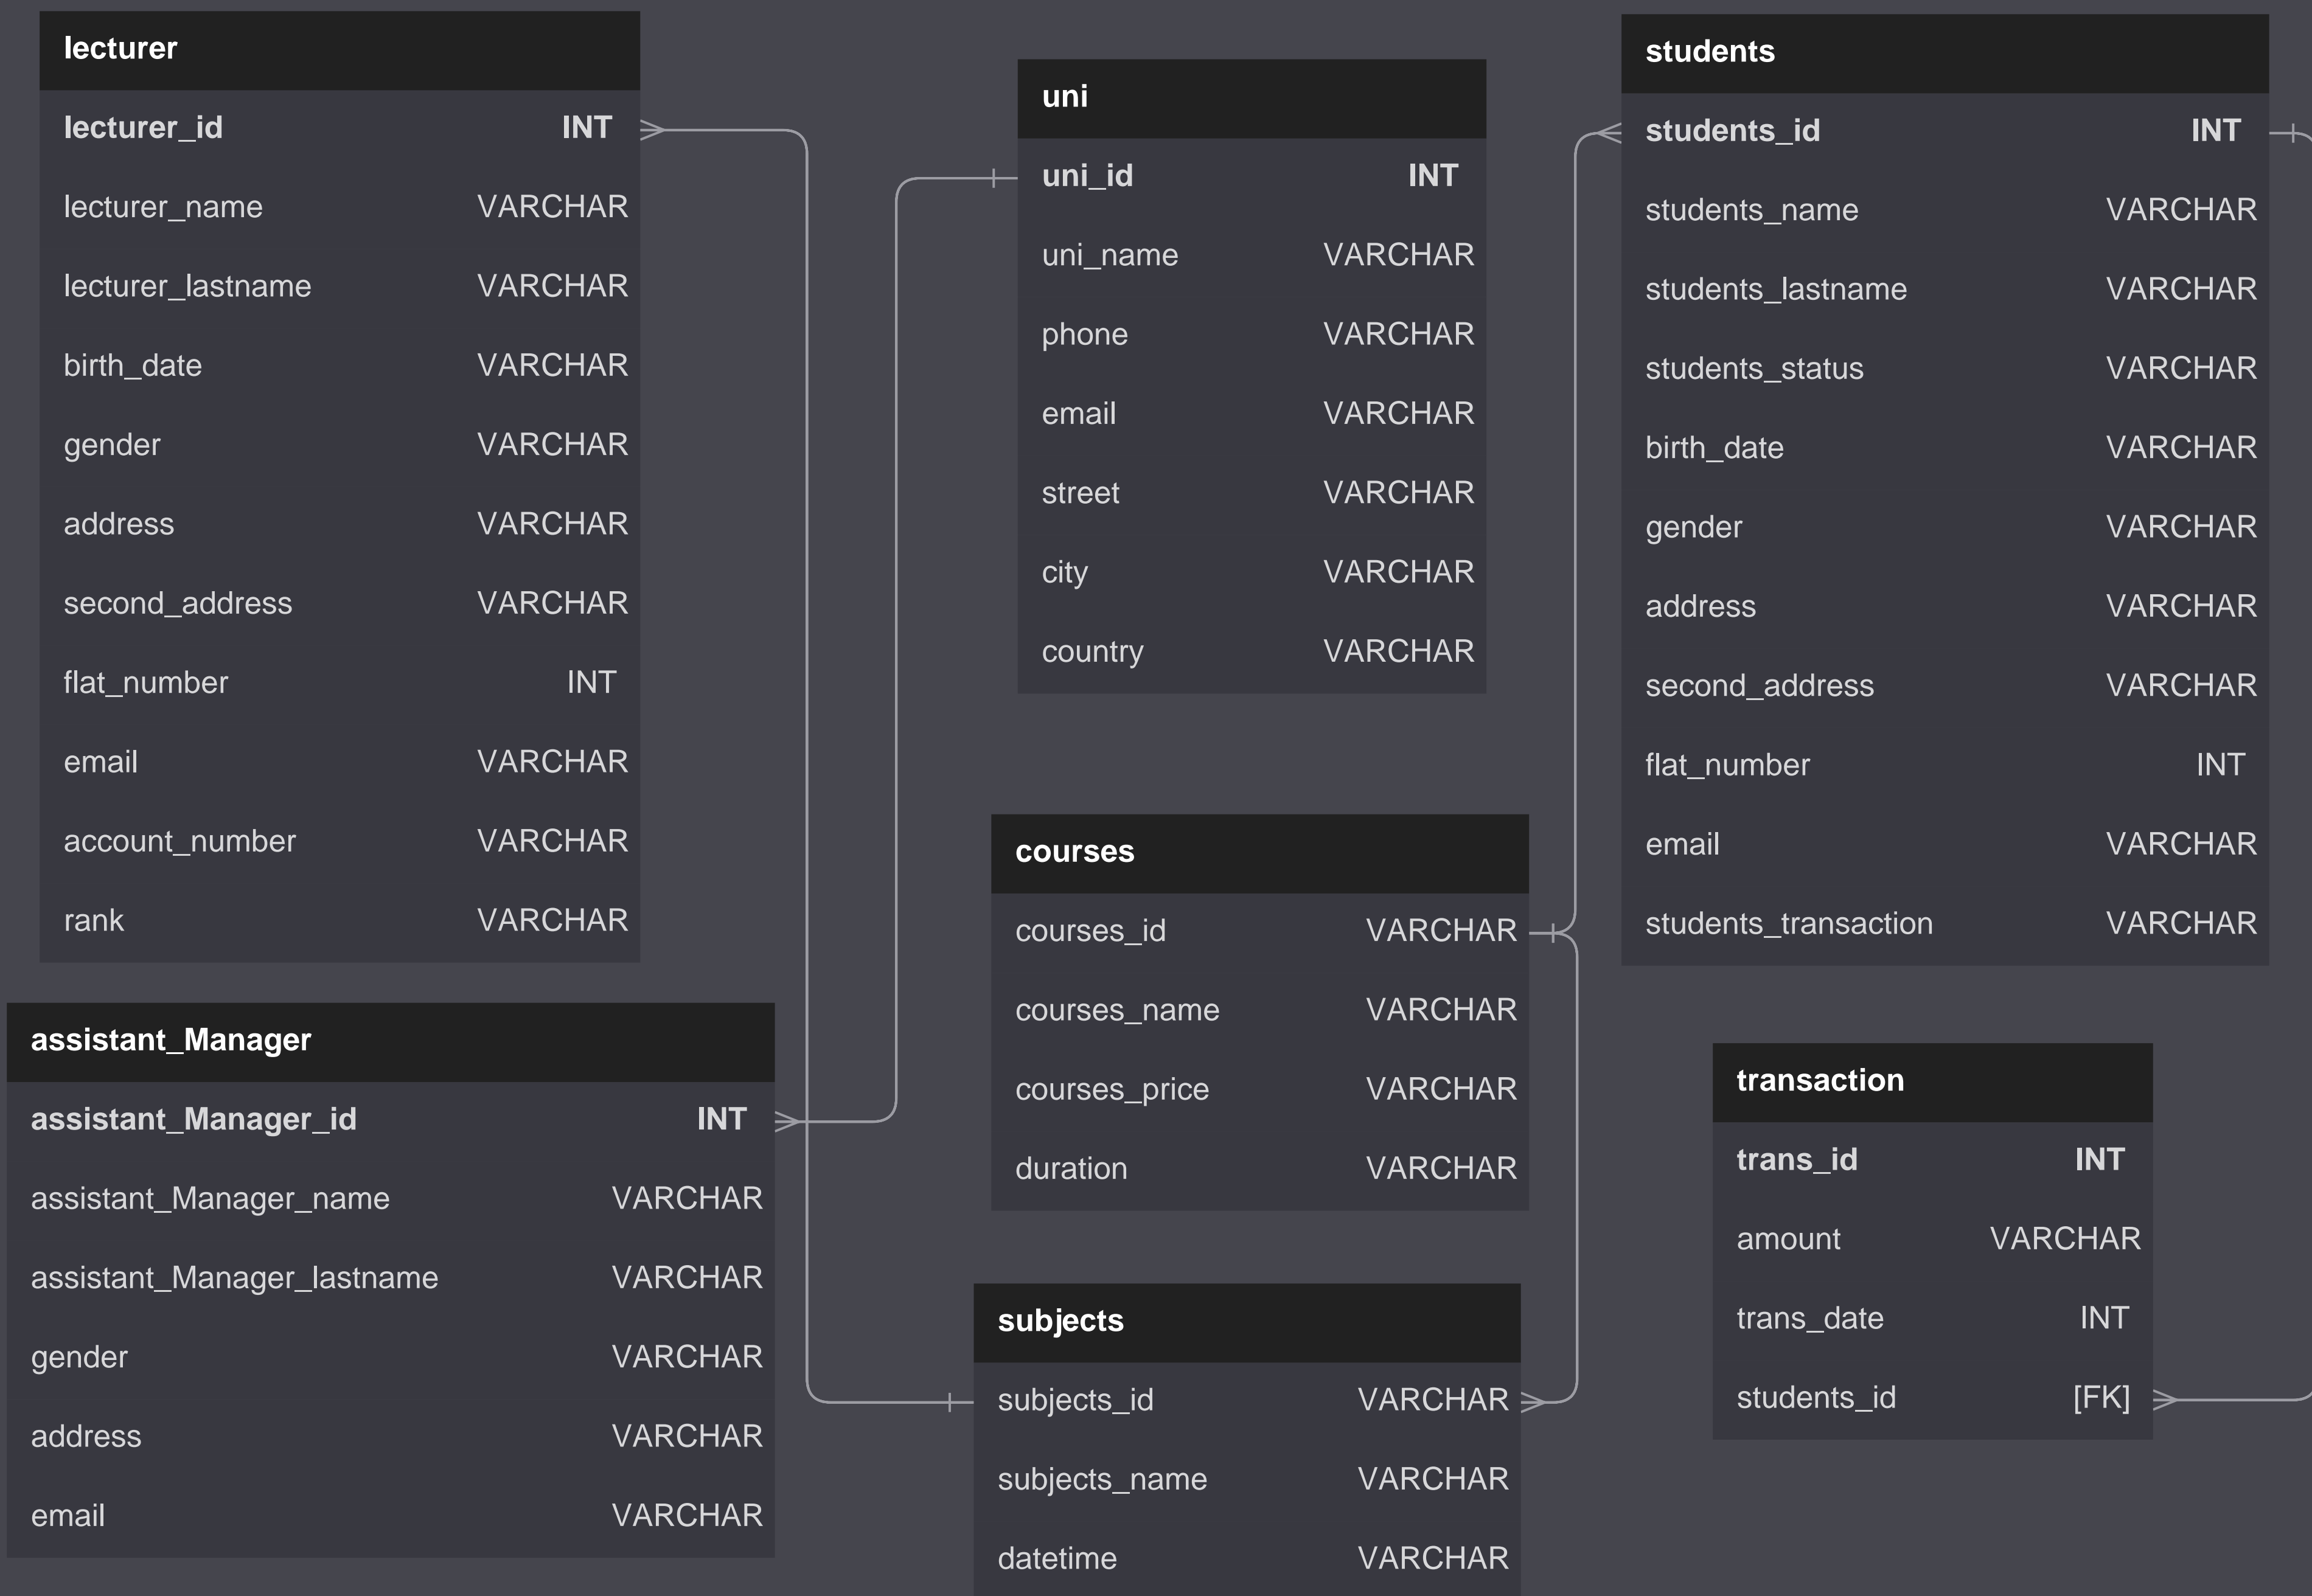 lecturer
lecturer_id INT
lecturer_name VARCHAR
lecturer_lastname VARCHAR
birth_date VARCHAR
gender VARCHAR
address VARCHAR
second_address VARCHAR
flat_number INT
email VARCHAR
account_number VARCHAR
rank VARCHAR
assistant_Manager
assistant_Manager_id INT
assistant_Manager_name VARCHAR
assistant_Manager_lastname VARCHAR
gender VARCHAR
address VARCHAR
email VARCHAR
uni
uni_id INT
uni_name VARCHAR
phone VARCHAR
email VARCHAR
street VARCHAR
city VARCHAR
country VARCHAR
courses
courses_id VARCHAR
courses_name VARCHAR
courses_price VARCHAR
duration VARCHAR
subjects
subjects_id VARCHAR
subjects_name VARCHAR
datetime VARCHAR
students
students_id INT
students_name VARCHAR
students_lastname VARCHAR
students_status VARCHAR
birth_date VARCHAR
gender VARCHAR
address VARCHAR
second_address VARCHAR
flat_number INT
email VARCHAR
students_transaction VARCHAR
transaction
trans_id INT
amount VARCHAR
trans_date INT
students_id [FK]